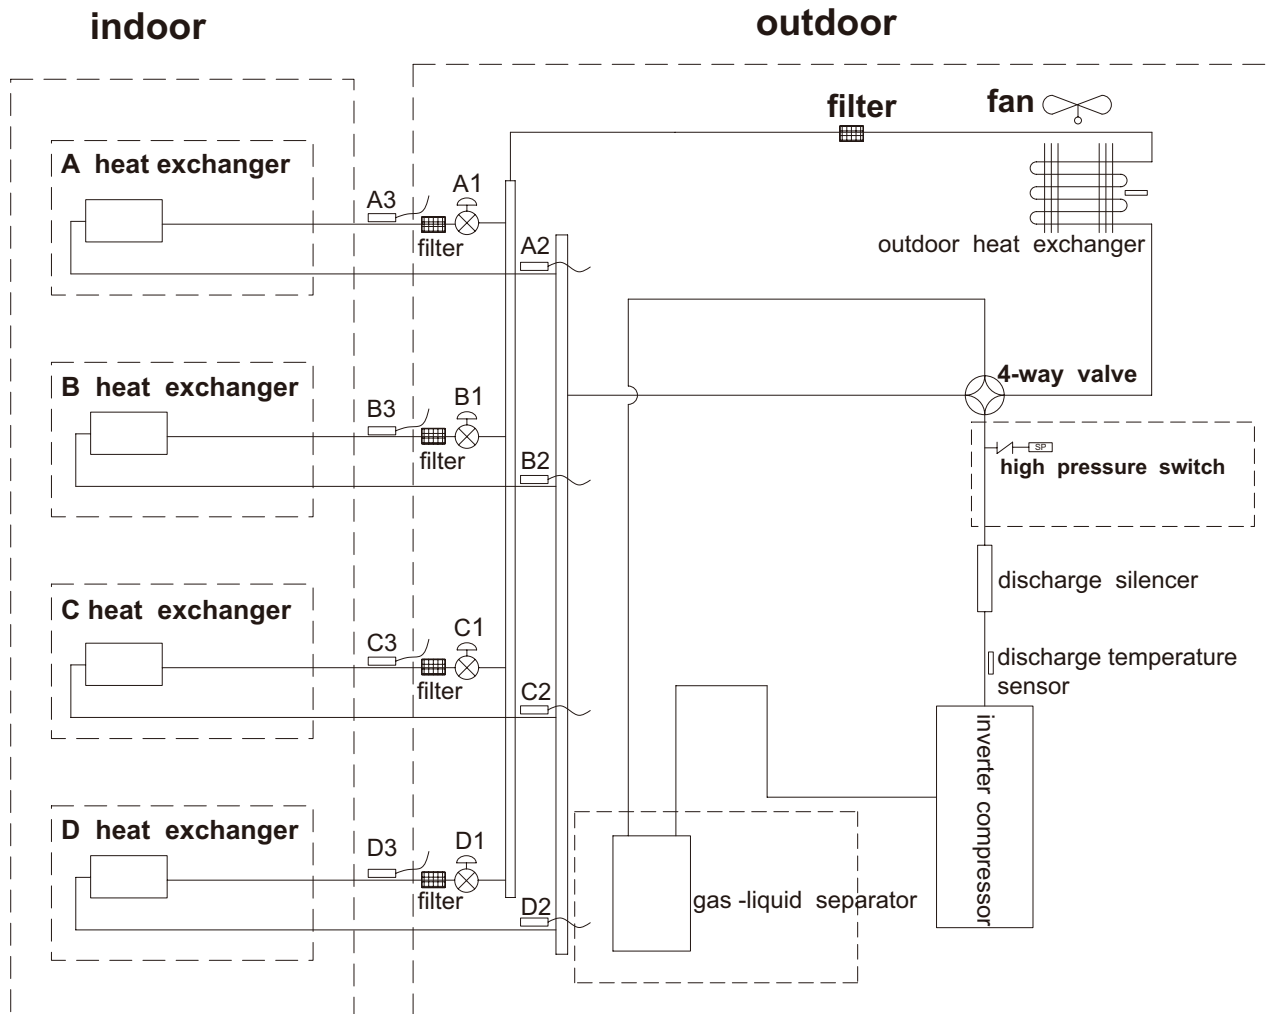 indoor
outdoor
filter
fan
A heat exchanger
A3
A1
filter
A2
outdoor heat exchanger
4-way valve
B heat exchanger
B3
B1
filter
B2
SP
high pressure switch
discharge silencer
C heat exchanger
C3
C1
filter
C2
discharge temperature
sensor
inverter compressor
D heat exchanger
D3
D1
filter
D2
gas -liquid separator